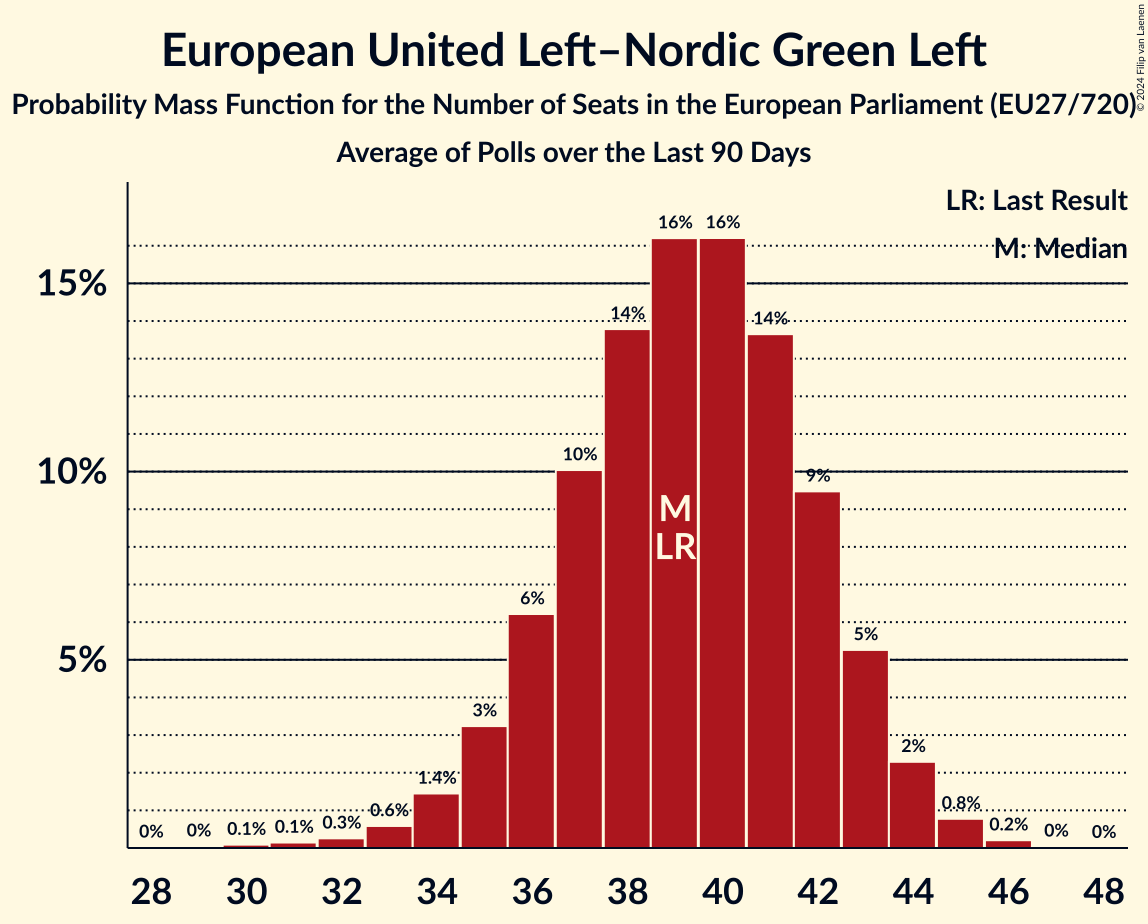 European United Left–Nordic Green Left
Probability Mass Function for the Number of Seats in the European Parliament (EU27/720)
Average of Polls over the Last 90 Days
© 2024 Filip van Laenen
LR: Last Result
M: Median
15%
10%
5%
0%
0%
0.1%
0.1%
0.3%
0.6%
1.4%
3%
6%
10%
14%
16%
16%
14%
9%
5%
2%
0.8%
0.2%
0%
0%
M
LR
28 30 32 34 36 38 40 42 44 46 48